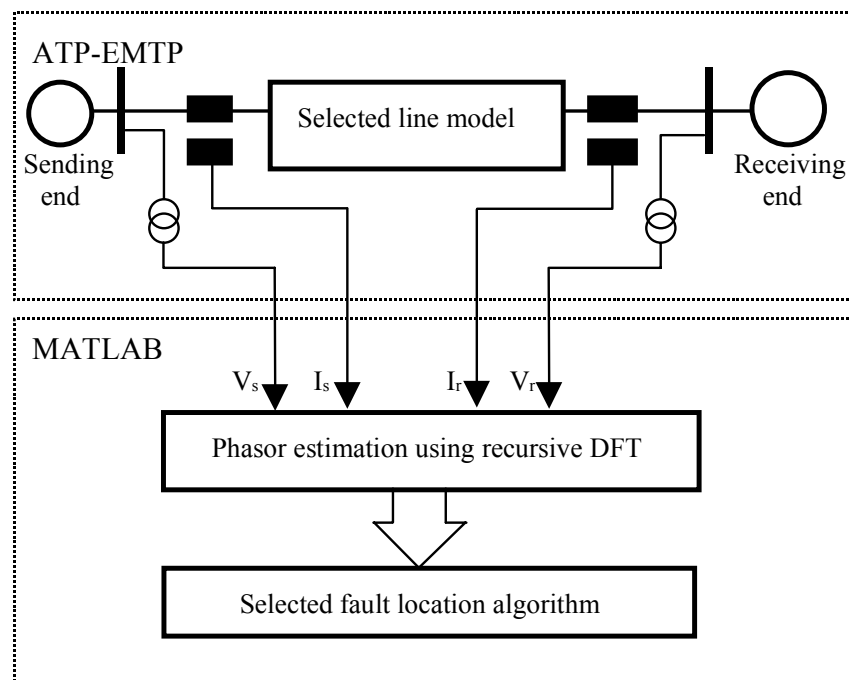 ATP-EMTP
Selected line model
Sending
end
Receiving
end
MATLAB
Vs Is Ir Vr
Phasor estimation using recursive DFT
Selected fault location algorithm